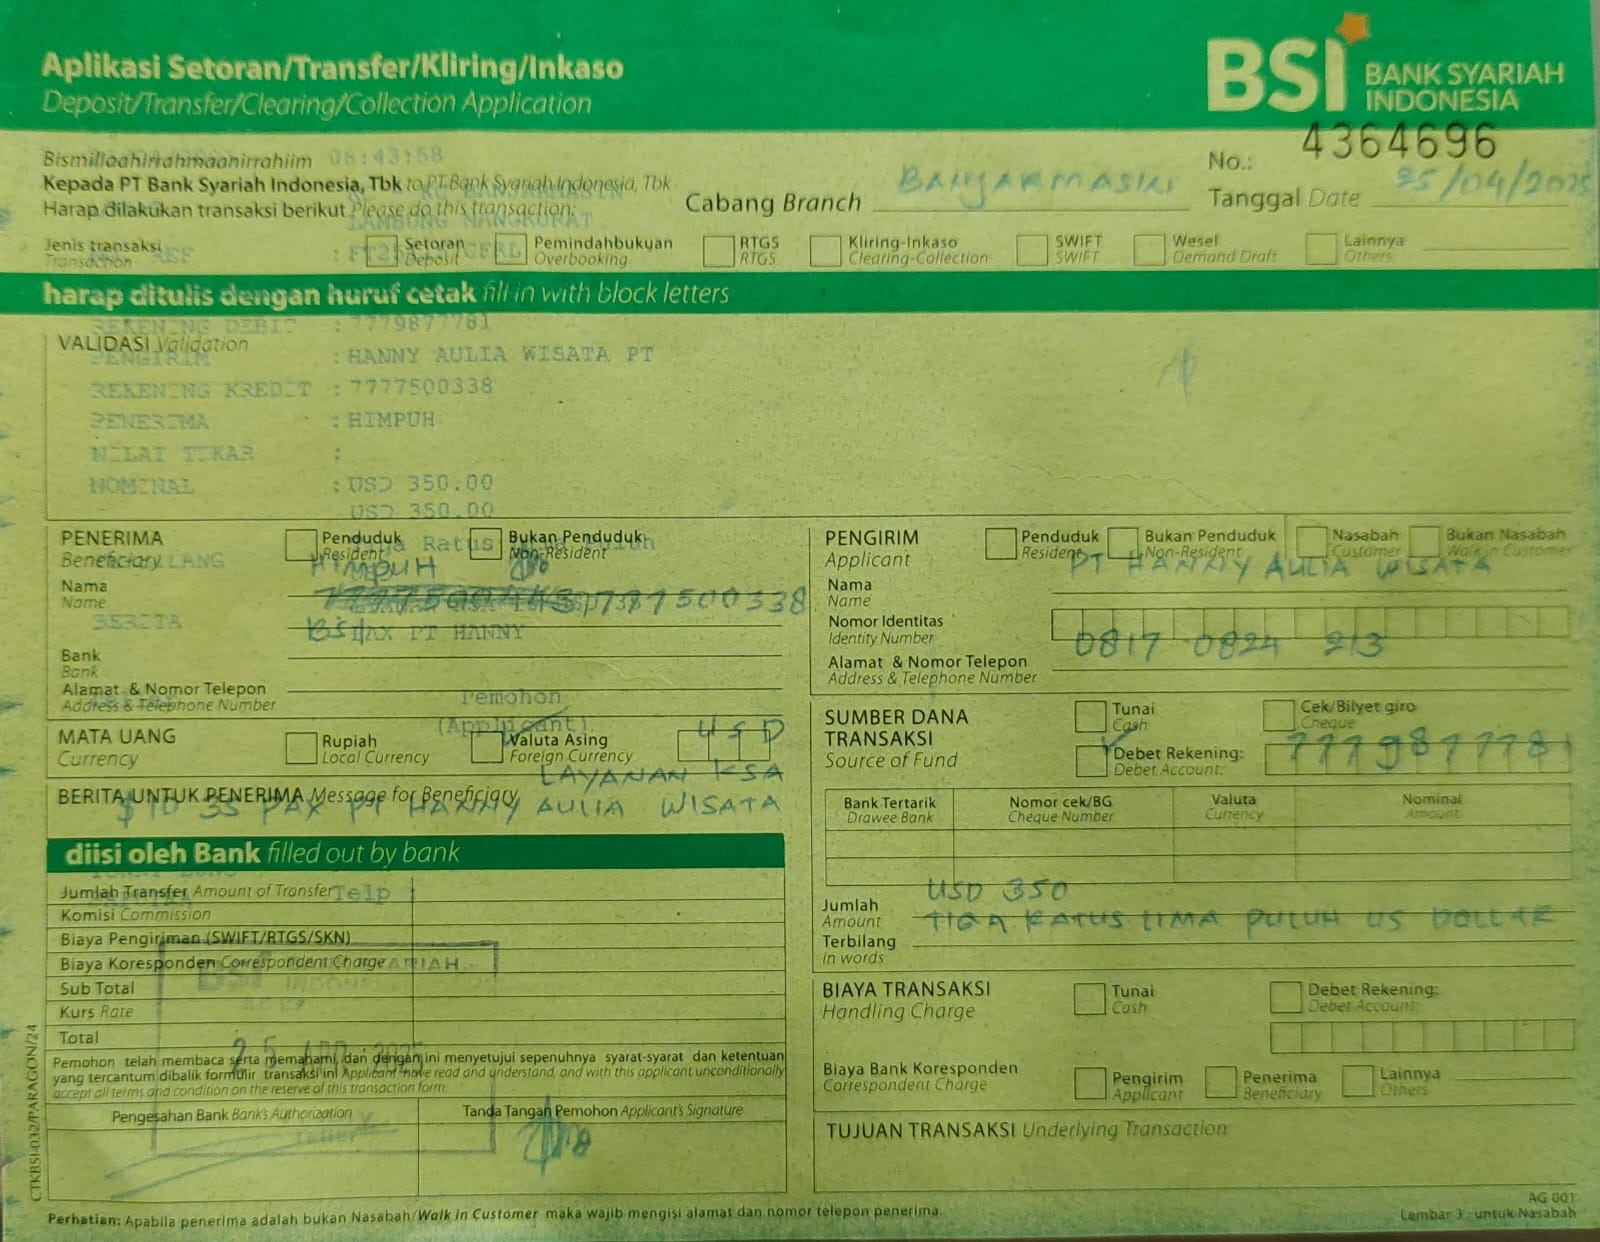 Aplikasi Setoran/Transfer/Kliring/Inkaso
Deposit/Transfer/Clearing/Collection Application
BSI BANK SYARIAH INDONESIA
Bismillaahirrahmaanirrahiim 08:43:58
Kepada PT Bank Syariah Indonesia, Tbk to PT Bank Syariah Indonesia, Tbk
Harap dilakukan transaksi berikut Please do this transaction:
LAMBUNG MANGKURAT
Cabang Branch BANJARMASIN
No.: 4364696
Tanggal Date 25/04/2025
Jenis transaksi Transaction
Setoran Deposit
Pemindahbukuan Overbooking
RTGS RTGS
Kliring-Inkaso Clearing-Collection
SWIFT SWIFT
Wesel Demand Draft
Lainnya Others
harap ditulis dengan huruf cetak fill in with block letters
REKENING DEBIT : 7779877781
VALIDASI Validation
PENGIRIM : HANNY AULIA WISATA PT
REKENING KREDIT : 7777500338
PENERIMA : HIMPUH
NILAI TUKAR :
NOMINAL : USD 350.00
USD 350.00
PENERIMA Beneficiary
Penduduk Resident
Bukan Penduduk Non-Resident
HIMPUH
Nama Name
7777500338
BERITA
BSI
PAX PT HANNY
Bank Bank
Alamat & Nomor Telepon
Address & Telephone Number
Pemohon
(Applicant)
MATA UANG Currency
Rupiah Local Currency
Valuta Asing Foreign Currency
USD
LAYANAN KSA
BERITA UNTUK PENERIMA Message for Beneficiary
$10 35 PAX PT HANNY AULIA WISATA
diisi oleh Bank filled out by bank
Jumlah Transfer Amount of Transfer
Telp
Komisi Commission
Biaya Pengiriman (SWIFT/RTGS/SKN)
Biaya Koresponden Correspondent Charge
Sub Total
Kurs Rate
Total
25 APR 2025
Pemohon telah membaca serta memahami, dan dengan ini menyetujui sepenuhnya syarat-syarat dan ketentuan
yang tercantum dibalik formulir transaksi ini Applicant have read and understand, and with this applicant unconditionally
accept all terms and condition on the reserve of this transaction form.
Pengesahan Bank Bank's Authorization
Tanda Tangan Pemohon Applicant's Signature
Teller
PENGIRIM Applicant
Penduduk Resident
Bukan Penduduk Non-Resident
Nasabah Customer
Bukan Nasabah Walk in Customer
PT HANNY AULIA WISATA
Nama Name
Nomor Identitas Identity Number
0817 0824 213
Alamat & Nomor Telepon
Address & Telephone Number
SUMBER DANA TRANSAKSI Source of Fund
Tunai Cash
Cek/Bilyet giro Cheque
Debet Rekening: Debet Account:
7779877781
Bank Tertarik Drawee Bank
Nomor cek/BG Cheque Number
Valuta Currency
Nominal Amount
USD 350
Jumlah Amount
TIGA RATUS LIMA PULUH US DOLLAR
Terbilang in words
BIAYA TRANSAKSI Handling Charge
Tunai Cash
Debet Rekening: Debet Account:
Biaya Bank Koresponden Correspondent Charge
Pengirim Applicant
Penerima Beneficiary
Lainnya Others
TUJUAN TRANSAKSI Underlying Transaction
CTKBSI-032/PARAGON/24
Perhatian: Apabila penerima adalah bukan Nasabah/Walk in Customer maka wajib mengisi alamat dan nomor telepon penerima.
AG 001
Lembar 3 : untuk Nasabah